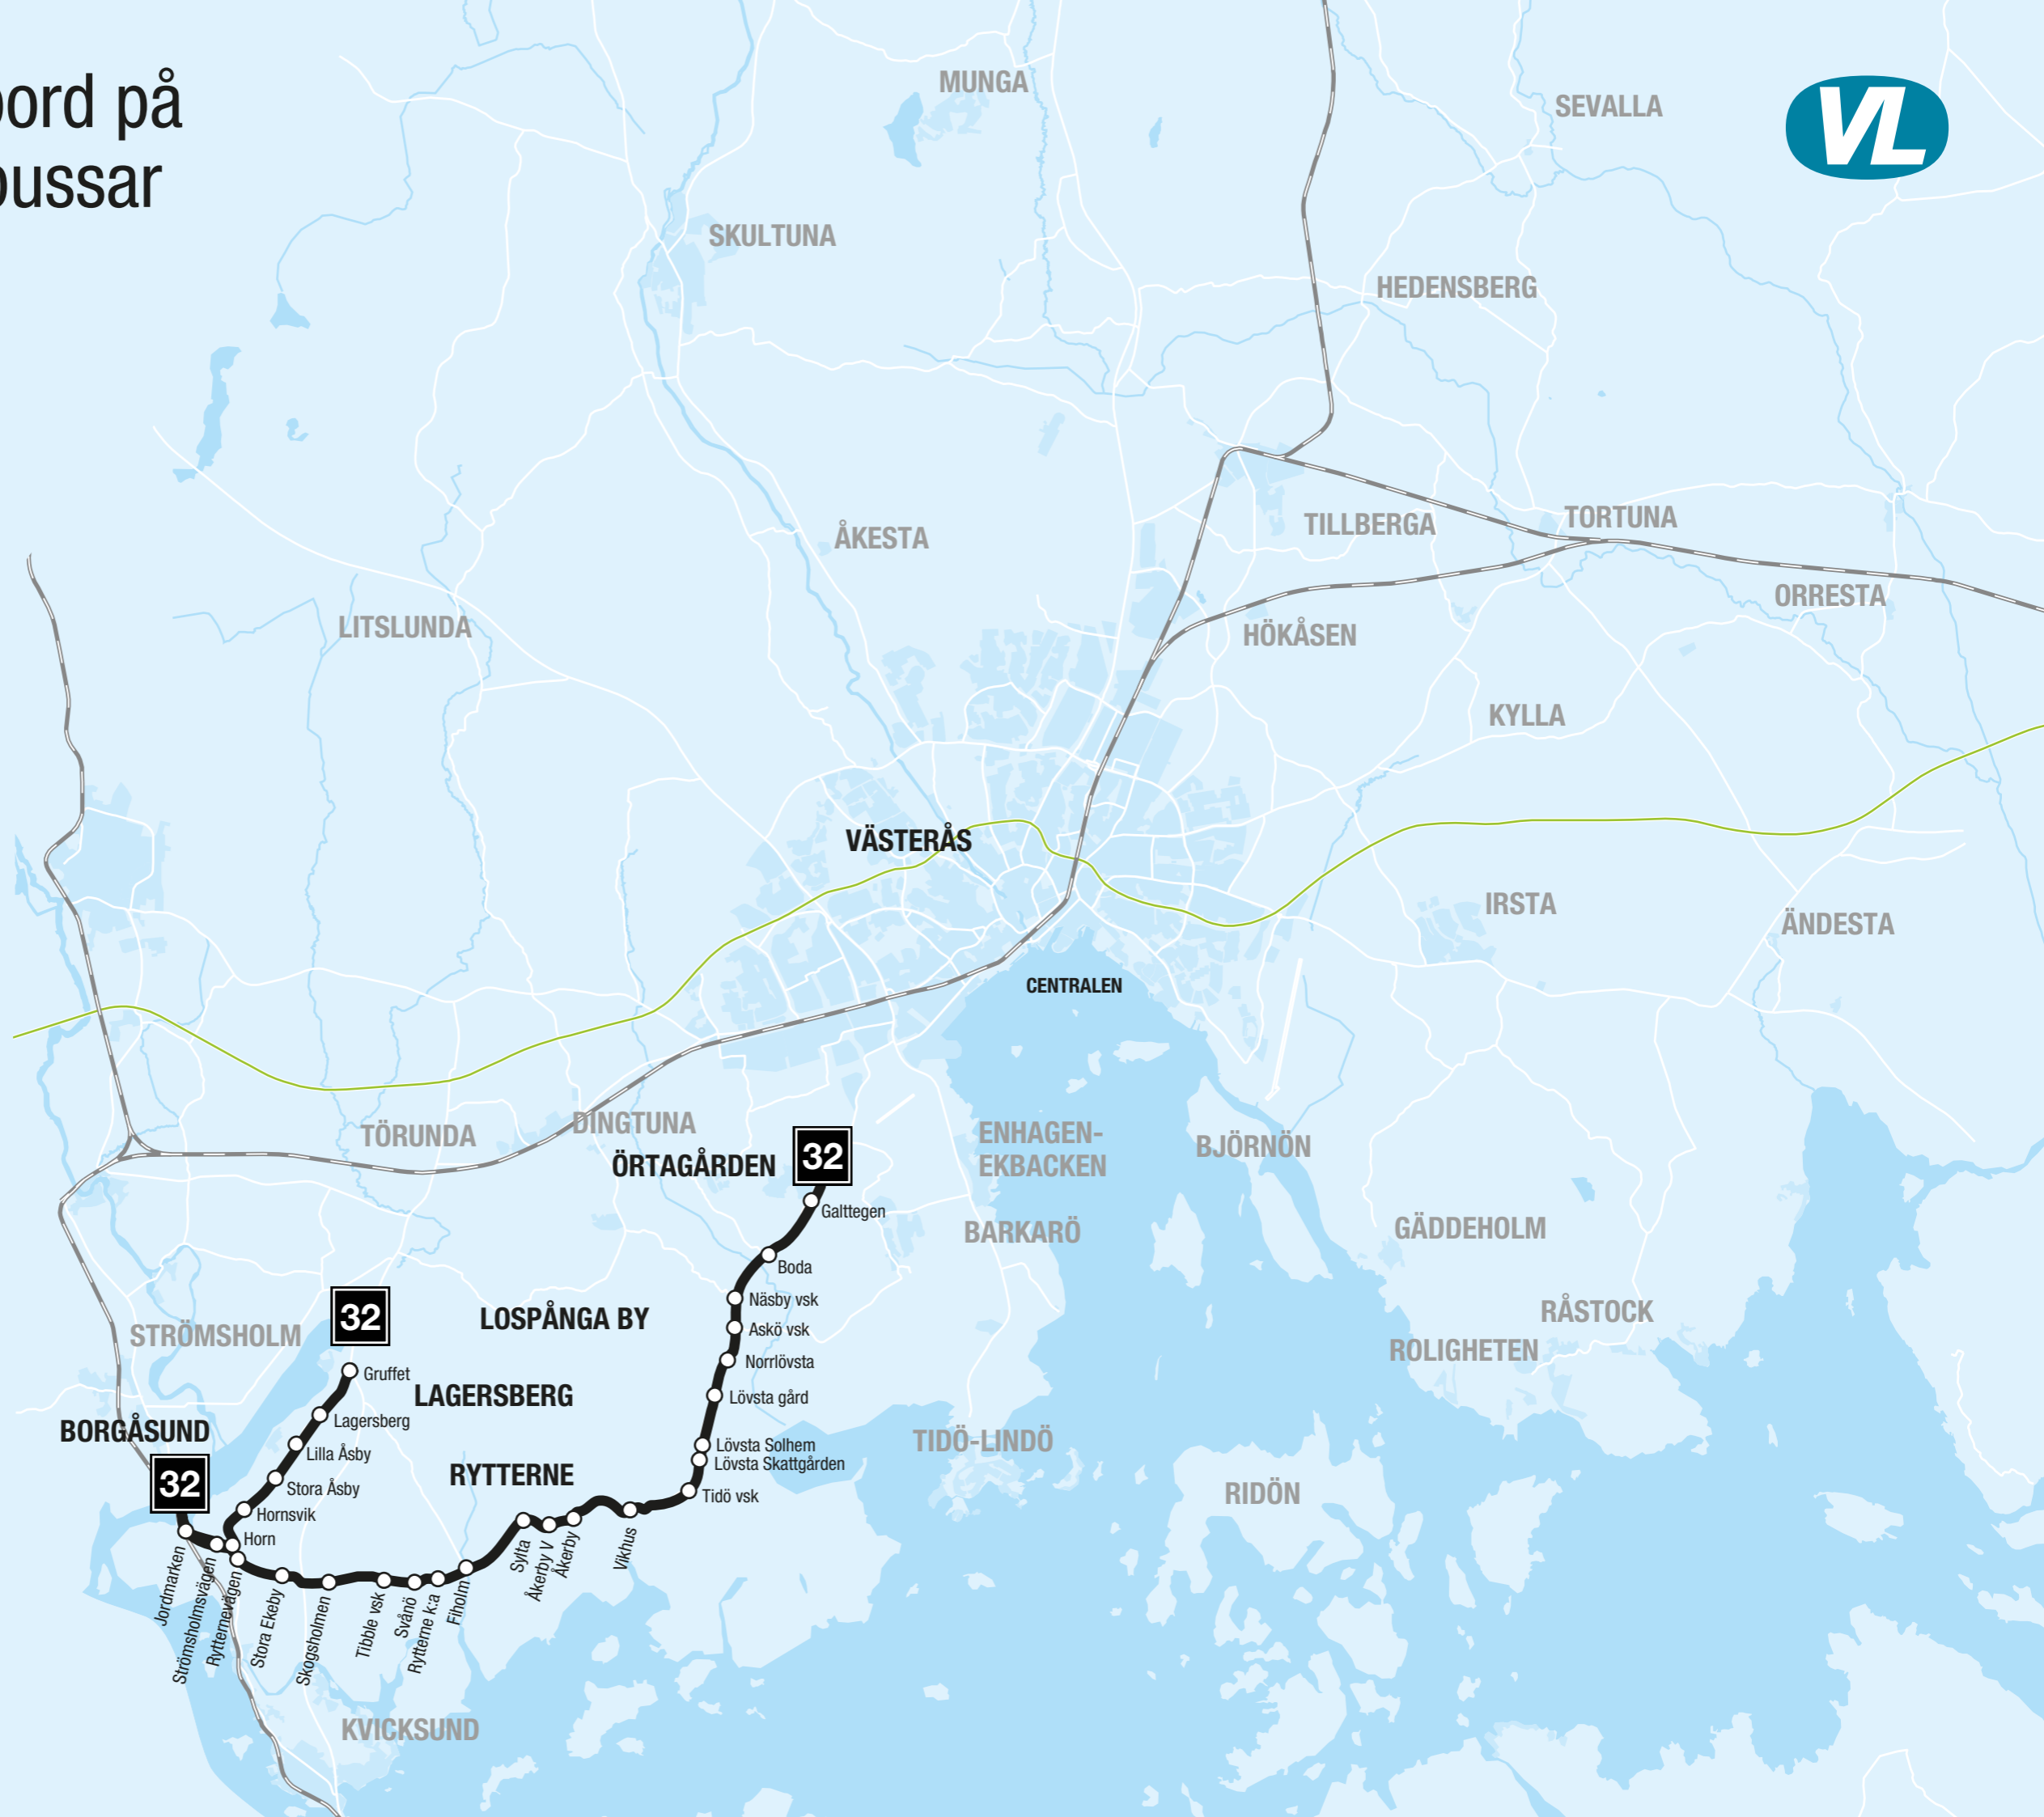 ord på
ussar
VL
MUNGA
SEVALLA
SKULTUNA
HEDENSBERG
TILLBERGA
TORTUNA
ÅKESTA
ORRESTA
LITSLUNDA
HÖKÅSEN
KYLLA
VÄSTERÅS
IRSTA
ÄNDESTA
CENTRALEN
TÖRUNDA
DINGTUNA
ENHAGEN-
EKBACKEN
BJÖRNÖN
ÖRTAGÅRDEN
32
Galttegen
BARKARÖ
GÄDDEHOLM
Boda
Näsby vsk
Askö vsk
Norrlövsta
Lövsta gård
Lövsta Solhem
Lövsta Skattgården
Tidö vsk
RÅSTOCK
ROLIGHETEN
STRÖMSHOLM
32
LOSPÅNGA BY
Gruffet
LAGERSBERG
Lagersberg
BORGÅSUND
Lilla Åsby
TIDÖ-LINDÖ
RYTTERNE
32
Stora Åsby
RIDÖN
Hornsvik
Horn
Jordmarken
Strömsholmsvägen
Ryttернevägen
Stora Ekeby
Skogsholmen
Tibble vsk
Svånö
Rytterne k:a
Fiholm
Sylta
Åkerby V
Åkerby
Vikhus
KVICKSUND